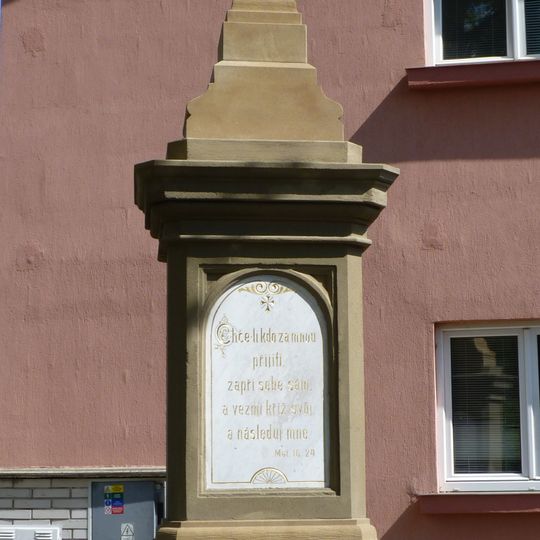 Chce-li kdo za mnou
přijíti,
zapři sebe sám,
a vezmi kříž svůj
a následuj mne.
Mat. 16. 24